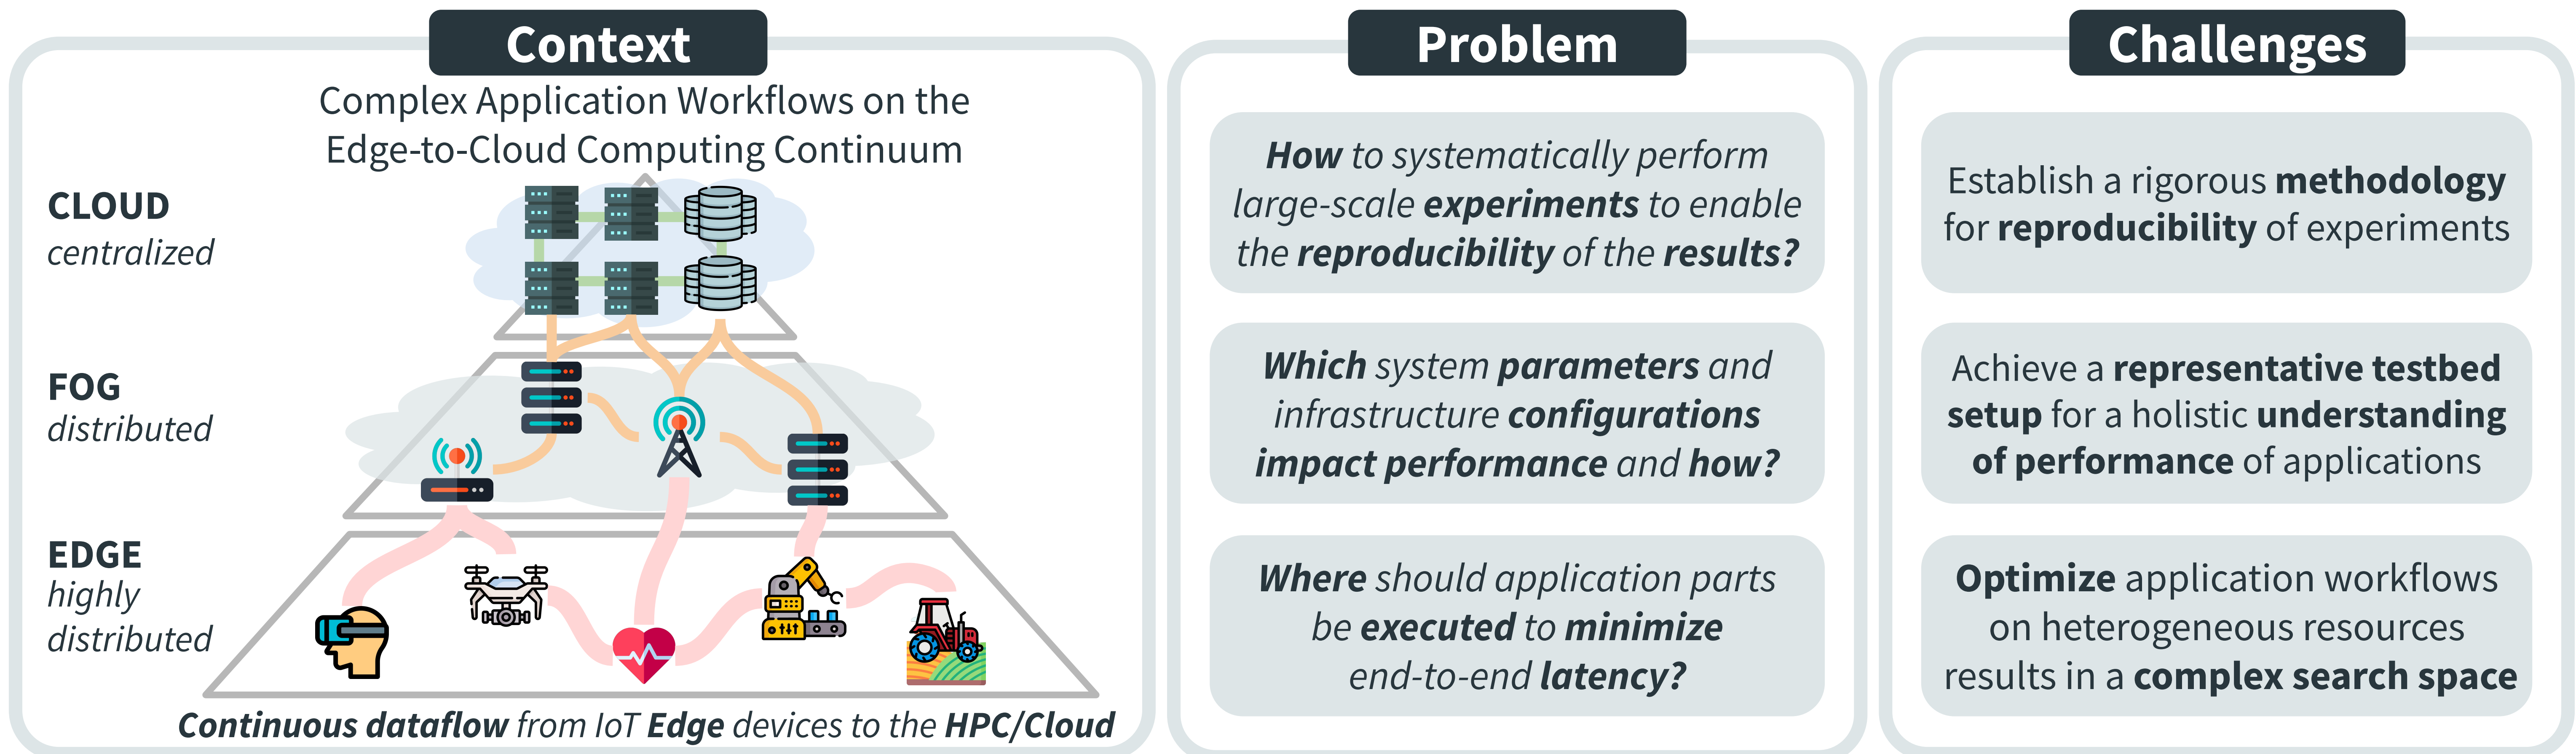 Context
Complex Application Workflows on the
Edge-to-Cloud Computing Continuum
CLOUD
centralized
FOG
distributed
EDGE
highly
distributed
Continuous dataflow from IoT Edge devices to the HPC/Cloud
Problem
How to systematically perform
large-scale experiments to enable
the reproducibility of the results?
Which system parameters and
infrastructure configurations
impact performance and how?
Where should application parts
be executed to minimize
end-to-end latency?
Challenges
Establish a rigorous methodology
for reproducibility of experiments
Achieve a representative testbed
setup for a holistic understanding
of performance of applications
Optimize application workflows
on heterogeneous resources
results in a complex search space